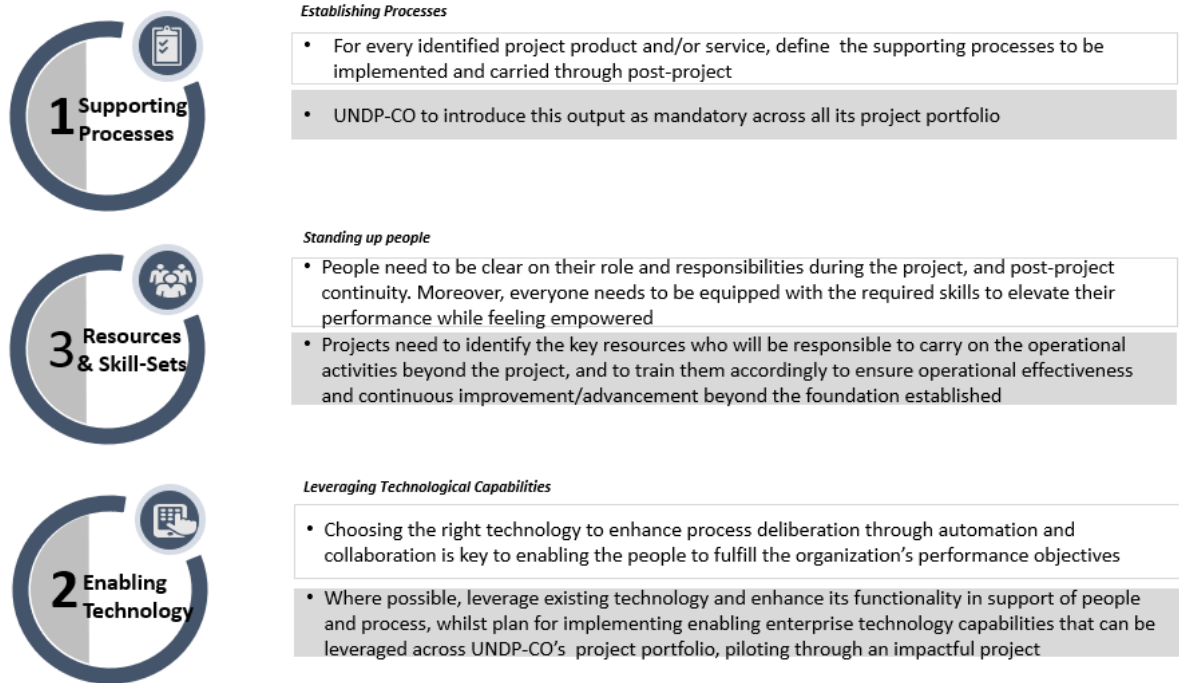 Establishing Processes
1 Supporting
Processes
• For every identified project product and/or service, define the supporting processes to be
implemented and carried through post-project
• UNDP-CO to introduce this output as mandatory across all its project portfolio
Standing up people
3 Resources
& Skill-Sets
• People need to be clear on their role and responsibilities during the project, and post-project
continuity. Moreover, everyone needs to be equipped with the required skills to elevate their
performance while feeling empowered
• Projects need to identify the key resources who will be responsible to carry on the operational
activities beyond the project, and to train them accordingly to ensure operational effectiveness
and continuous improvement/advancement beyond the foundation established
Leveraging Technological Capabilities
2 Enabling
Technology
• Choosing the right technology to enhance process deliberation through automation and
collaboration is key to enabling the people to fulfill the organization’s performance objectives
• Where possible, leverage existing technology and enhance its functionality in support of people
and process, whilst plan for implementing enabling enterprise technology capabilities that can be
leveraged across UNDP-CO’s project portfolio, piloting through an impactful project